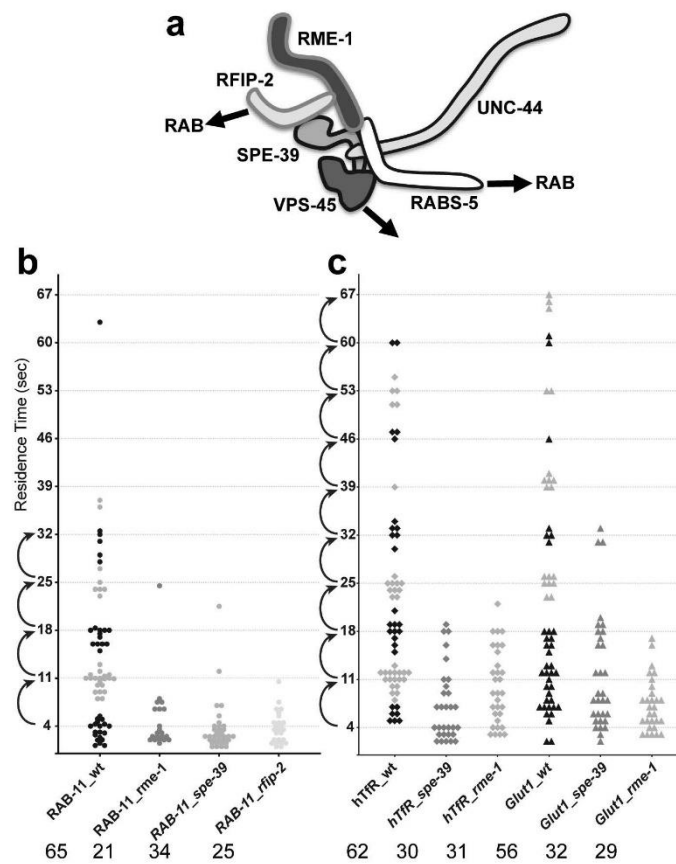 a
RME-1
RFIP-2
UNC-44
RAB
SPE-39
RAB
VPS-45
RABS-5
b
c
Residence Time (sec)
67
60
53
46
39
32
25
18
11
4
RAB-11_wt
RAB-11_rme-1
RAB-11_spe-39
RAB-11_rfip-2
65 21 34 25
67
60
53
46
39
32
25
18
11
4
hTfR_wt
hTfR_spe-39
hTfR_rme-1
Glut1_wt
Glut1_spe-39
Glut1_rme-1
62 30 31 56 32 29